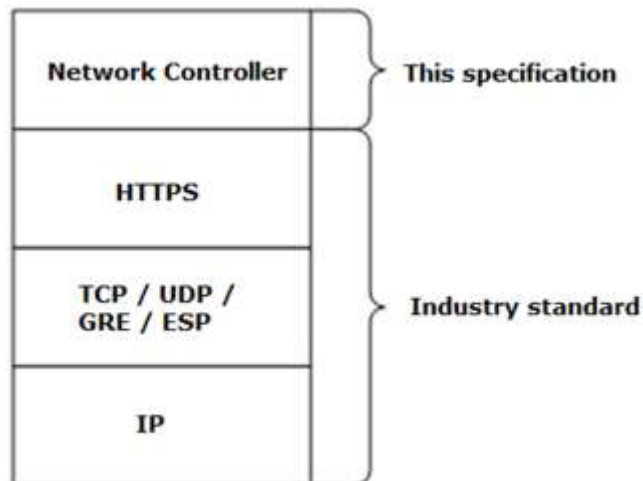 Network Controller
This specification
HTTPS
TCP / UDP /
GRE / ESP
Industry standard
IP